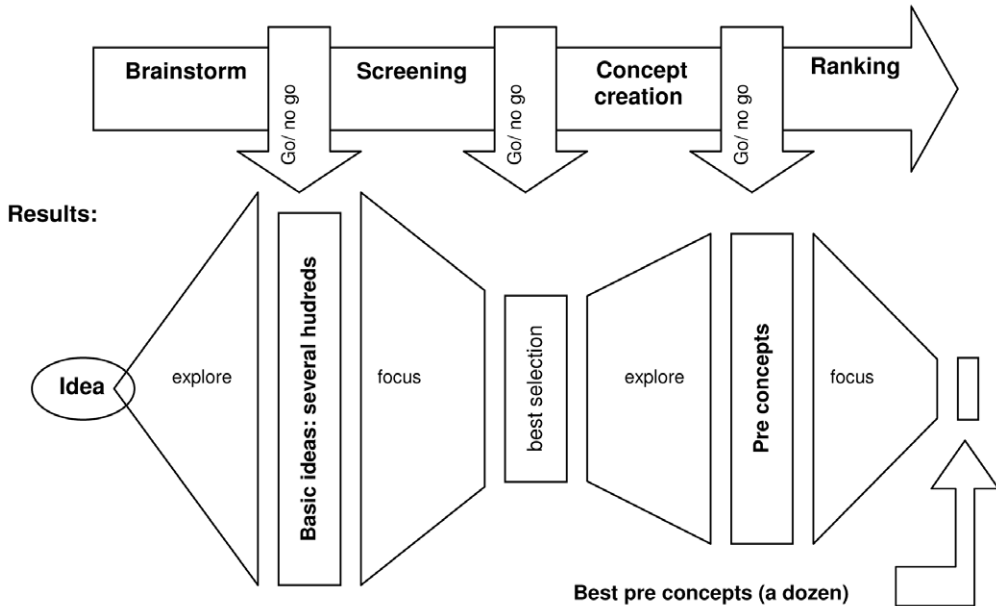 Brainstorm
Go/ no go
Screening
Go/ no go
Concept
creation
Go/ no go
Ranking
Results:
Idea
explore
Basic ideas: several hudreds
focus
best selection
explore
Pre concepts
focus
Best pre concepts (a dozen)